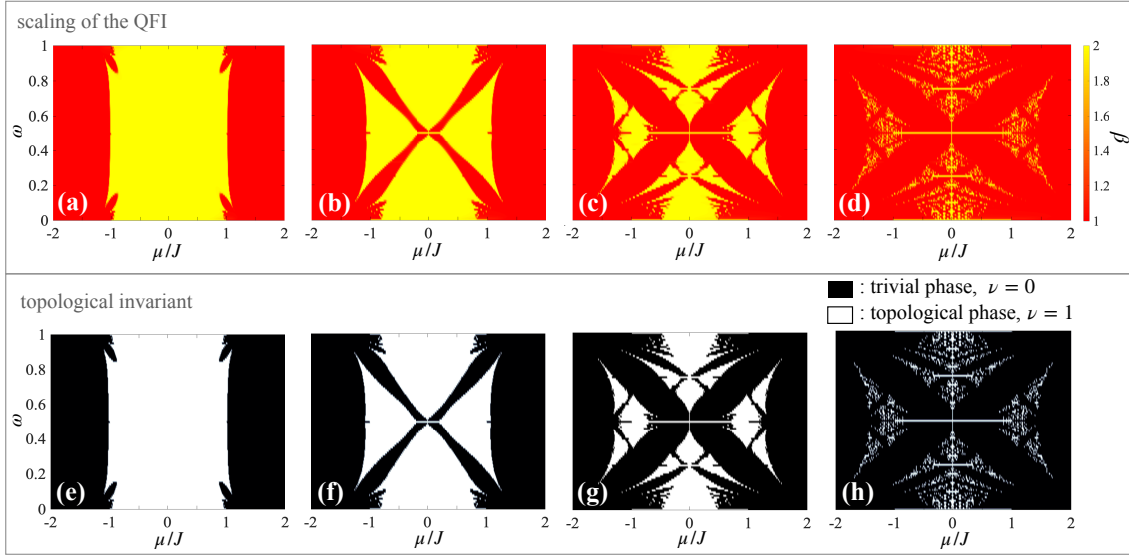 scaling of the QFI
1
0.8
0.6
0.4
0.2
0
ω
(a)
(b)
(c)
(d)
-2 -1 0 1 2
-2 -1 0 1 2
-2 -1 0 1 2
-2 -1 0 1 2
μ/J
μ/J
μ/J
μ/J
2
1.8
1.6
1.4
1.2
1
β
topological invariant
: trivial phase, ν = 0
: topological phase, ν = 1
1
0.8
0.6
0.4
0.2
0
ω
(e)
(f)
(g)
(h)
-2 -1 0 1 2
-2 -1 0 1 2
-2 -1 0 1 2
-2 -1 0 1 2
μ/J
μ/J
μ/J
μ/J